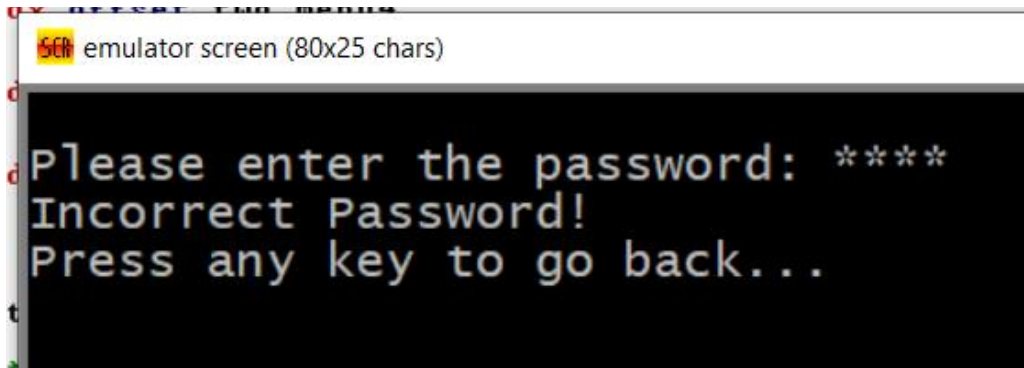 emulator screen (80x25 chars)
Please enter the password: ****
Incorrect Password!
Press any key to go back...